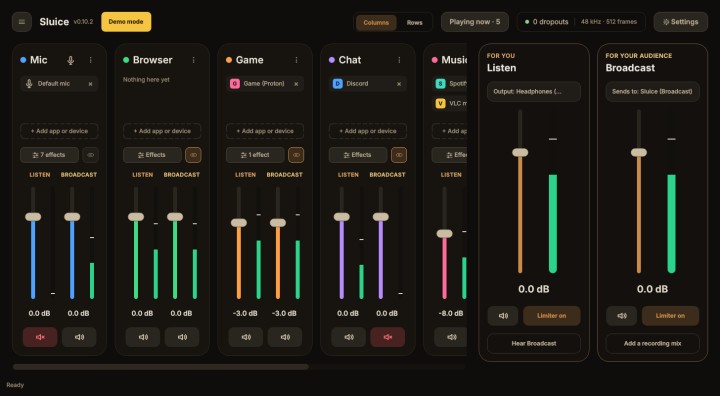 Sluice v0.10.2 Demo mode Columns Rows Playing now · 5 0 dropouts 48 kHz · 512 frames Settings
Mic
Default mic ×
+ Add app or device
7 effects
LISTEN BROADCAST
0.0 dB 0.0 dB
Browser
Nothing here yet
+ Add app or device
Effects
LISTEN BROADCAST
0.0 dB 0.0 dB
Game
G Game (Proton) ×
+ Add app or device
1 effect
LISTEN BROADCAST
-3.0 dB -3.0 dB
Chat
D Discord ×
+ Add app or device
Effects
LISTEN BROADCAST
0.0 dB 0.0 dB
Music
S Spotif
V VLC m
+ Add
Effe
LISTEN
-8.0 dB
FOR YOU
Listen
Output: Headphones (...
0.0 dB
Limiter on
Hear Broadcast
FOR YOUR AUDIENCE
Broadcast
Sends to: Sluice (Broadcast)
0.0 dB
Limiter on
Add a recording mix
Ready